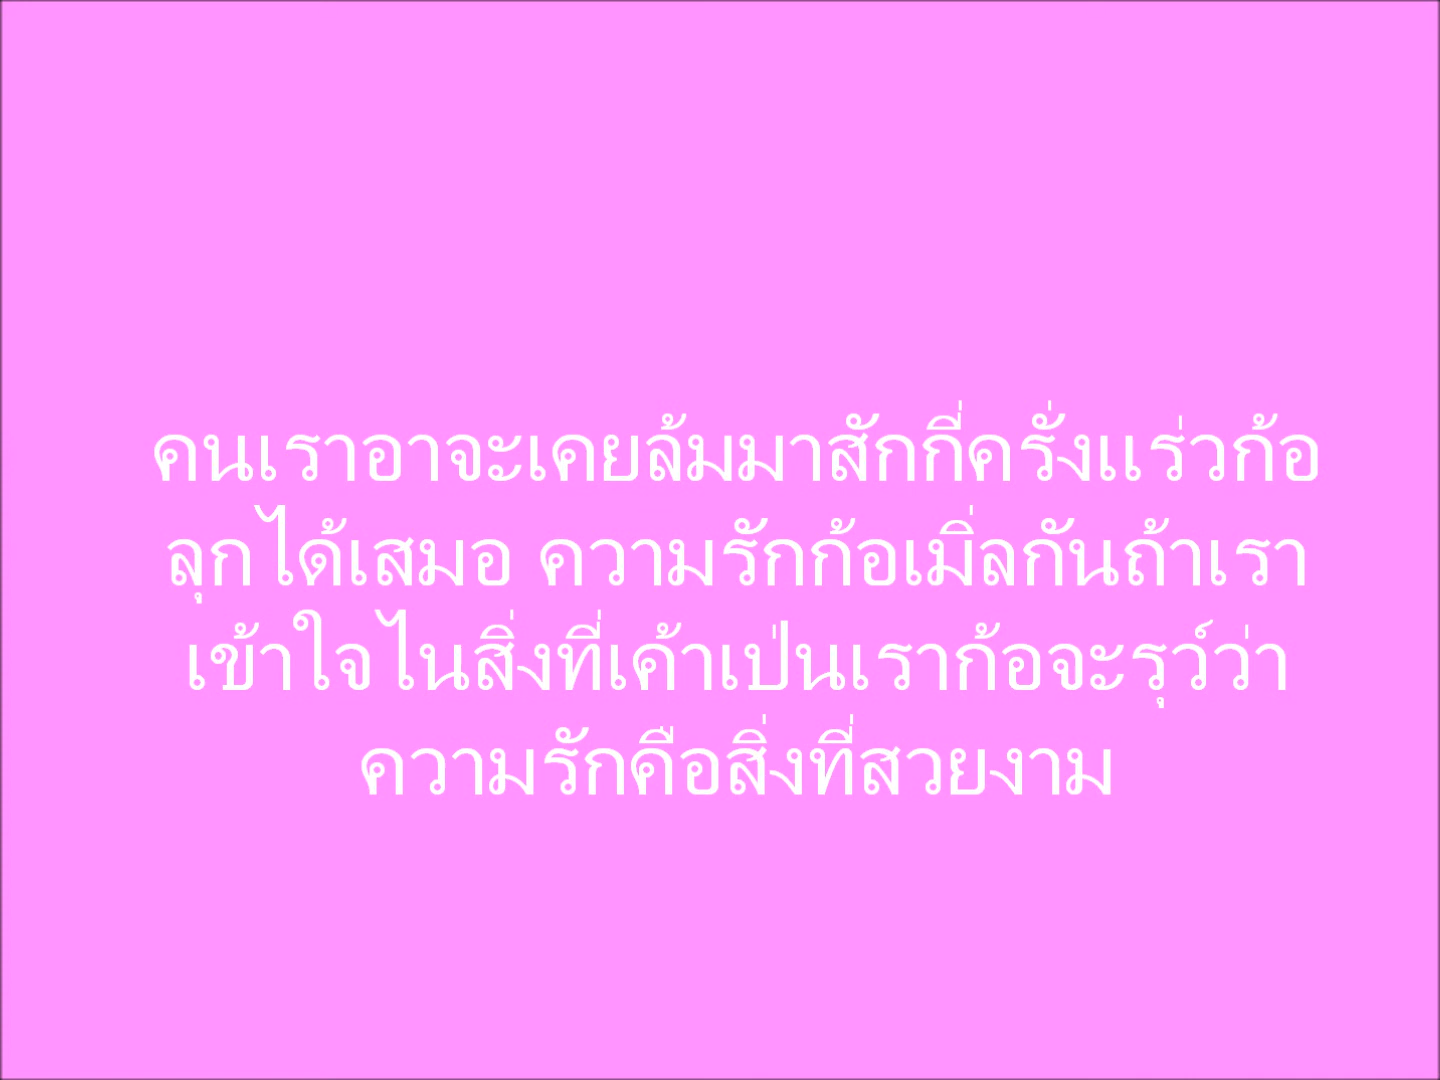 คนเราอาจะเคยล้มมาสักกี่ครั่งแร่วก้อ
ลุกได้เสมอ ความรักก้อเมิ่ลกันถ้าเรา
เข้าใจไนสิ่งที่เค้าเป่นเราก้อจะรุว์ว่า
ความรักคือสิ่งที่สวยงาม